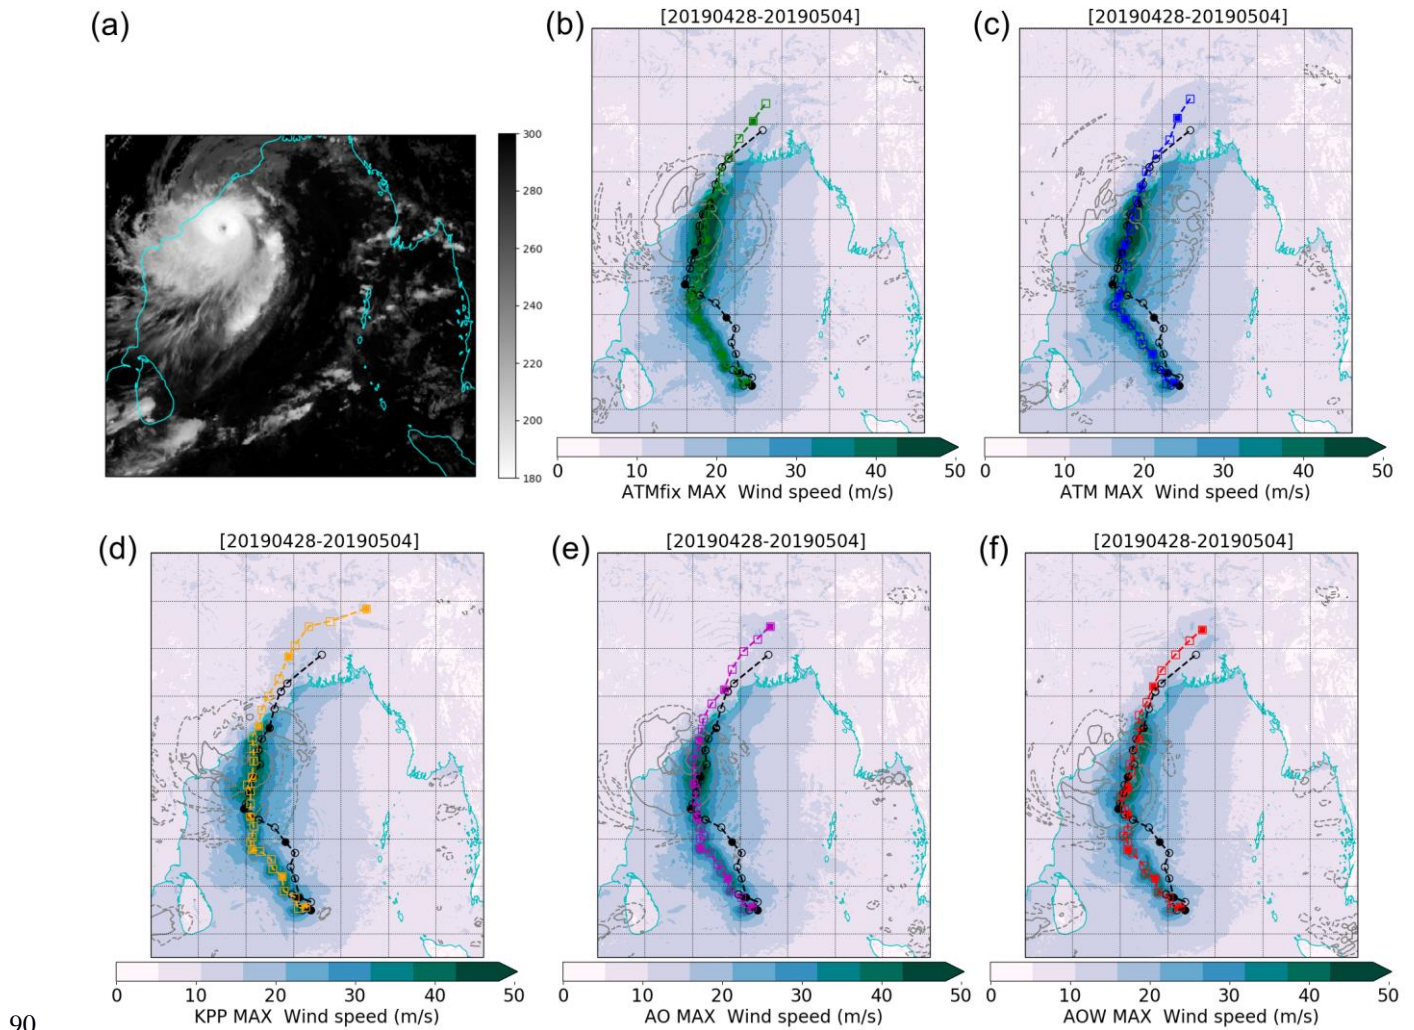 (a)
300
280
260
240
220
200
180
(b)
[20190428-20190504]
0 10 20 30 40 50
ATMfix MAX Wind speed (m/s)
(c)
[20190428-20190504]
0 10 20 30 40 50
ATM MAX Wind speed (m/s)
(d)
[20190428-20190504]
0 10 20 30 40 50
KPP MAX Wind speed (m/s)
(e)
[20190428-20190504]
0 10 20 30 40 50
AO MAX Wind speed (m/s)
(f)
[20190428-20190504]
0 10 20 30 40 50
AOW MAX Wind speed (m/s)
90